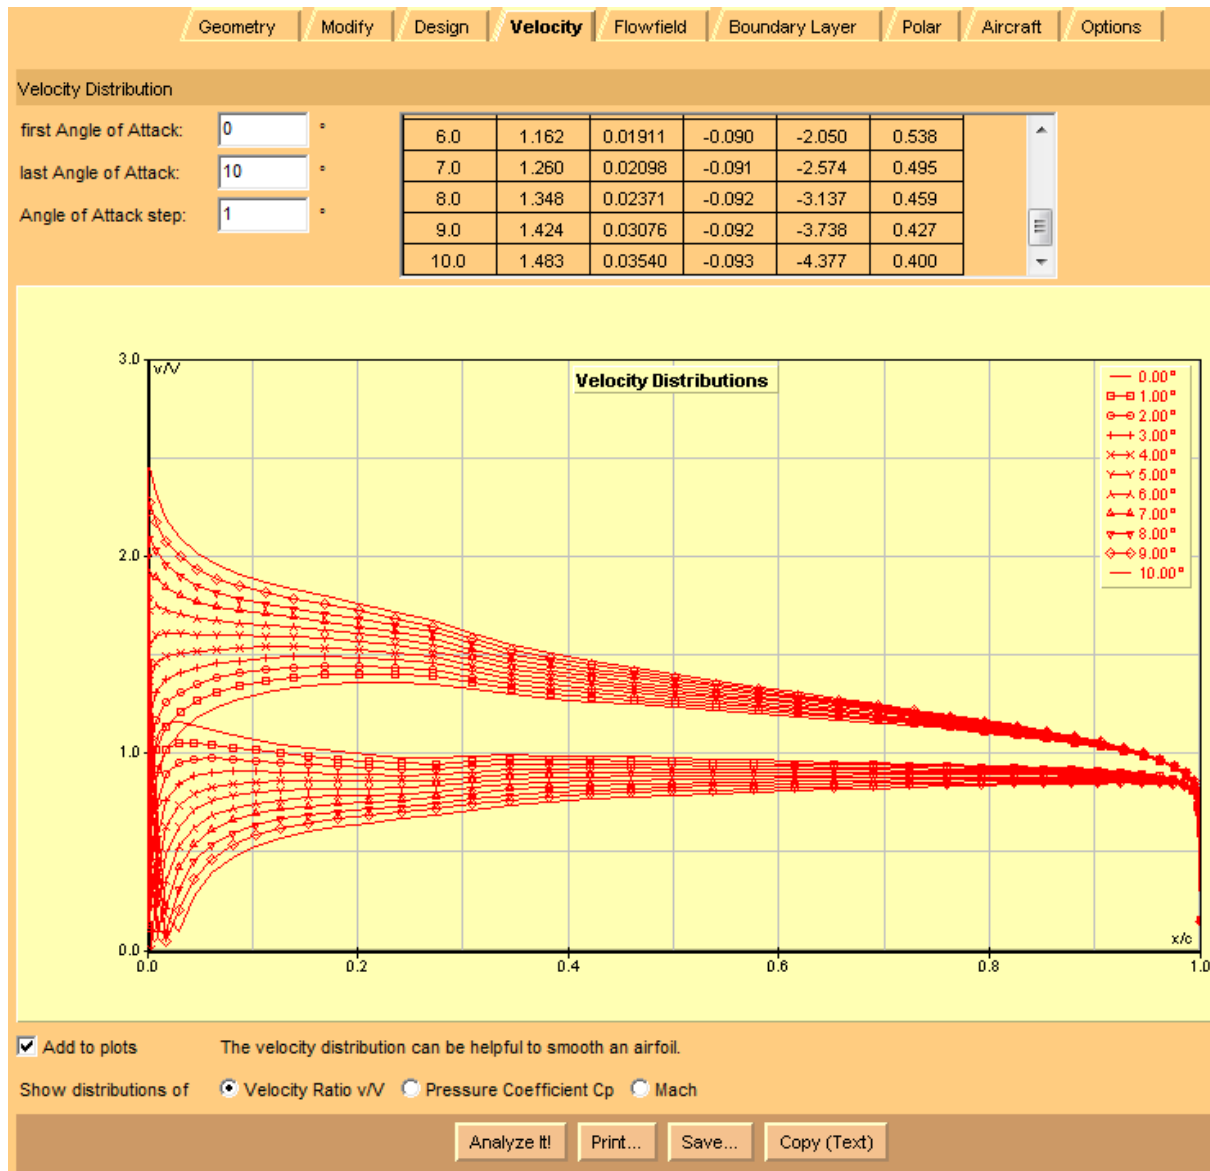 Geometry Modify Design Velocity Flowfield Boundary Layer Polar Aircraft Options
Velocity Distribution
first Angle of Attack: 0 °
last Angle of Attack: 10 °
Angle of Attack step: 1 °
6.0 1.162 0.01911 -0.090 -2.050 0.538
7.0 1.260 0.02098 -0.091 -2.574 0.495
8.0 1.348 0.02371 -0.092 -3.137 0.459
9.0 1.424 0.03076 -0.092 -3.738 0.427
10.0 1.483 0.03540 -0.093 -4.377 0.400
3.0
v/V
Velocity Distributions
0.00°
1.00°
2.00°
3.00°
4.00°
5.00°
6.00°
7.00°
8.00°
9.00°
10.00°
2.0
1.0
0.0
x/c
0.0 0.2 0.4 0.6 0.8 1.0
Add to plots The velocity distribution can be helpful to smooth an airfoil.
Show distributions of Velocity Ratio v/V Pressure Coefficient Cp Mach
Analyze It! Print... Save... Copy (Text)